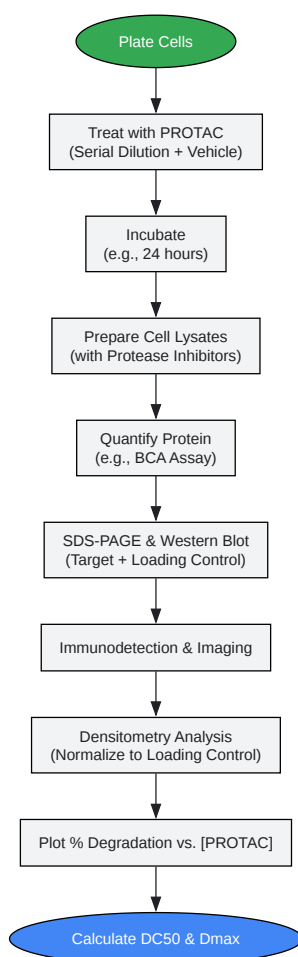 Plate Cells
Treat with PROTAC
(Serial Dilution + Vehicle)
Incubate
(e.g., 24 hours)
Prepare Cell Lysates
(with Protease Inhibitors)
Quantify Protein
(e.g., BCA Assay)
SDS-PAGE & Western Blot
(Target + Loading Control)
Immunodetection & Imaging
Densitometry Analysis
(Normalize to Loading Control)
Plot % Degradation vs. [PROTAC]
Calculate DC50 & Dmax